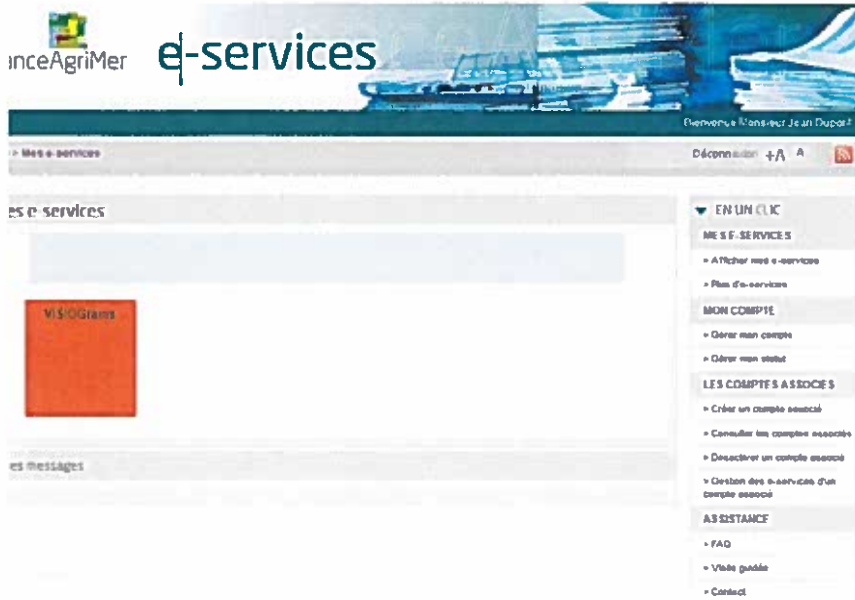 anceAgriMer e-services
Bienvenue Monsieur Jean Dupont
> Mes e-services
Déconnexion +A A
es e-services
EN UN CLIC
MES E-SERVICES
» Afficher mes e-services
» Plus d'e-services
VISIOGrains
MON COMPTE
» Gérer mon compte
» Gérer mon statut
LES COMPTES ASSOCIES
» Créer un compte associé
» Consulter les comptes associés
» Désactiver un compte associé
es messages
» Gestion des e-services d'un
compte associé
ASSISTANCE
» FAQ
» Visite guidée
» Contact